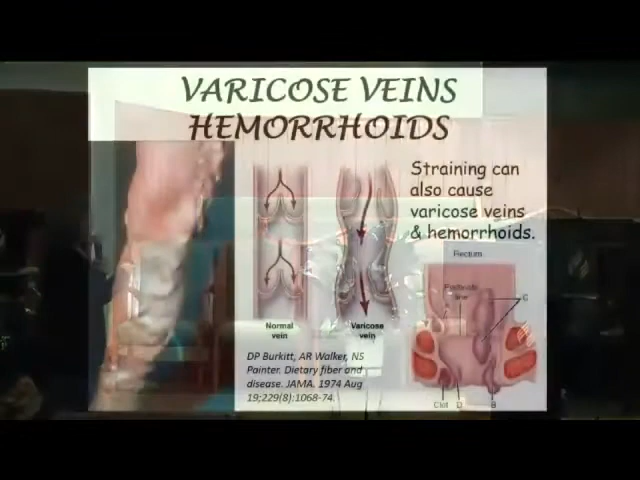 VARICOSE VEINS
HEMORRHOIDS
Straining can
also cause
varicose veins
& hemorrhoids.
Rectum
line
C
Normal
vein
Varicose
vein
DP Burkitt, AR Walker, NS
Painter. Dietary fiber and
disease. JAMA. 1974 Aug
19;229(8):1068-74.
D
B